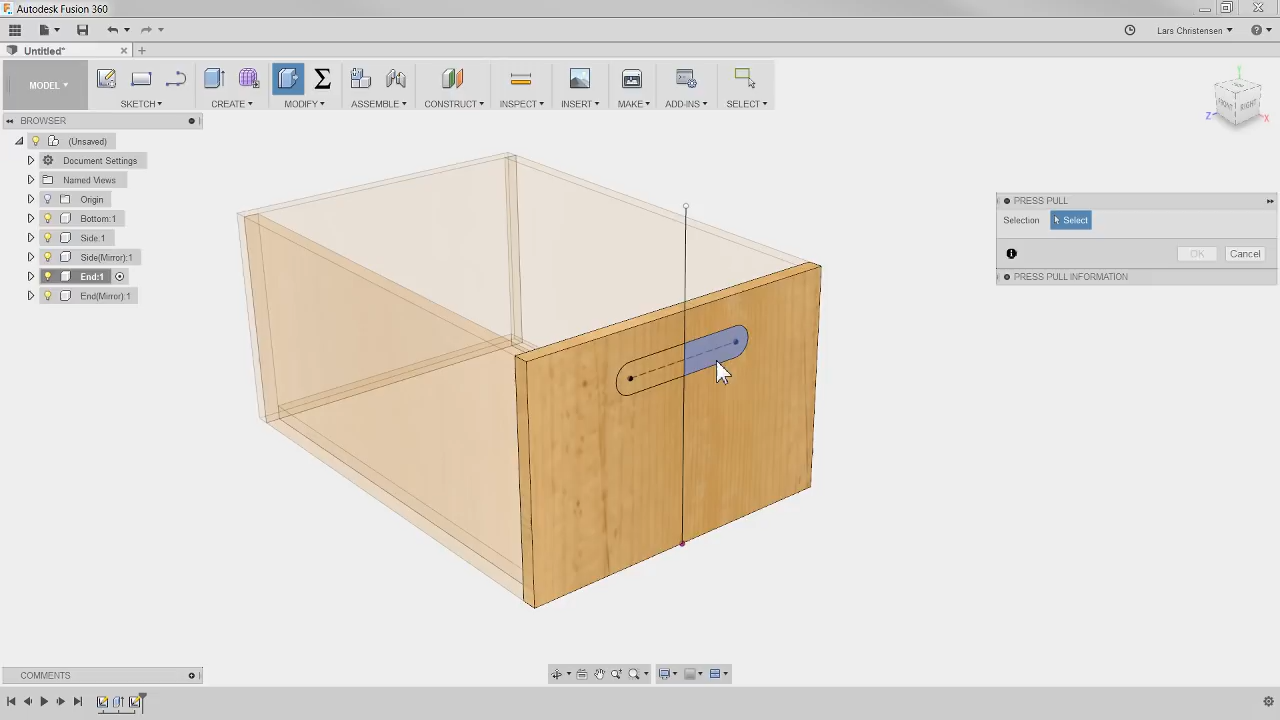 Autodesk Fusion 360
Lars Christensen
Untitled*
MODEL
SKETCH
CREATE
MODIFY
ASSEMBLE
CONSTRUCT
INSPECT
INSERT
MAKE
ADD-INS
SELECT
FRONT
RIGHT
Z
X
BROWSER
(Unsaved)
Document Settings
Named Views
Origin
Bottom:1
Side:1
Side(Mirror):1
End:1
End(Mirror):1
PRESS PULL
Selection
Select
OK
Cancel
PRESS PULL INFORMATION
COMMENTS